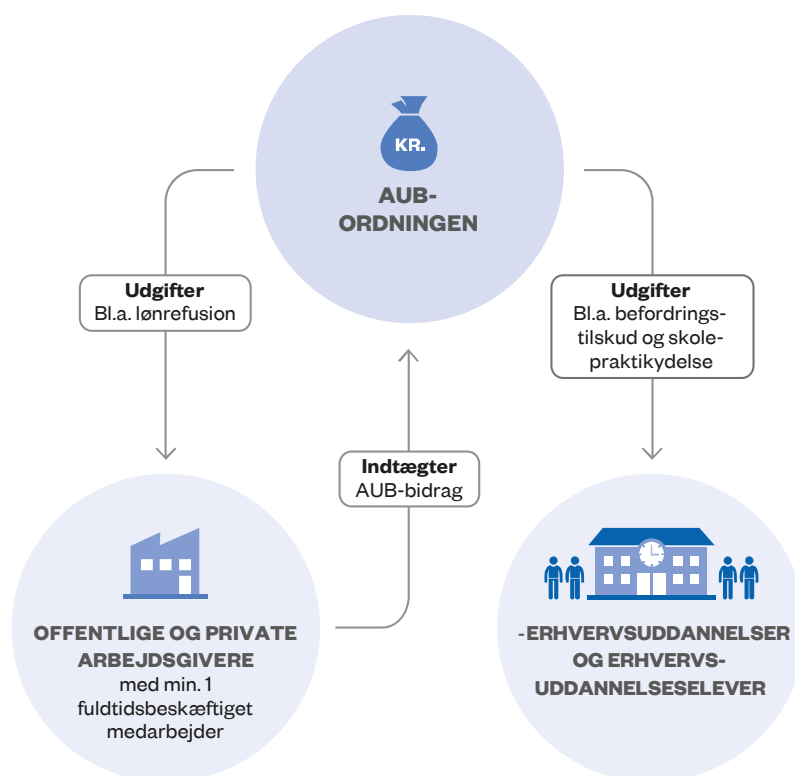 KR.
AUB-
ORDNINGEN
Udgifter
Bl.a. lønrefusion
Udgifter
Bl.a. befordrings-
tilskud og skole-
praktikydelse
Indtægter
AUB-bidrag
OFFENTLIGE OG PRIVATE
ARBEJDSGIVERE
med min. 1
fuldtidsbeskæftiget
medarbejder
-ERHVERVSUDDANNELSER
OG ERHVERVS-
UDDANNELSESELEVER